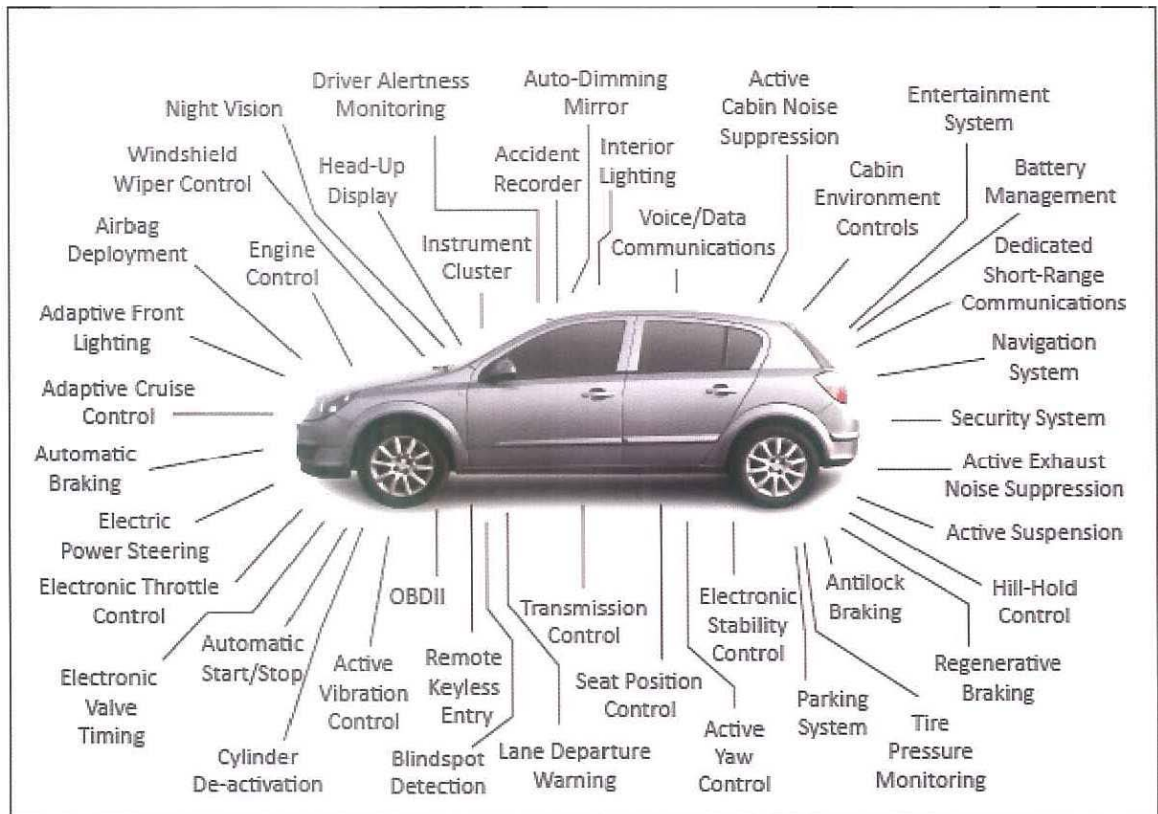 Driver Alertness
Monitoring
Auto-Dimming
Mirror
Active
Cabin Noise
Suppression
Entertainment
System
Night Vision
Windshield
Wiper Control
Head-Up
Display
Accident
Recorder
Interior
Lighting
Cabin
Environment
Controls
Battery
Management
Airbag
Deployment
Engine
Control
Instrument
Cluster
Voice/Data
Communications
Dedicated
Short-Range
Communications
Adaptive Front
Lighting
Navigation
System
Adaptive Cruise
Control
Security System
Automatic
Braking
Active Exhaust
Noise Suppression
Electric
Power Steering
Active Suspension
Electronic Throttle
Control
OBDII
Transmission
Control
Electronic
Stability
Control
Antilock
Braking
Hill-Hold
Control
Electronic
Valve
Timing
Automatic
Start/Stop
Active
Vibration
Control
Remote
Keyless
Entry
Seat Position
Control
Parking
System
Regenerative
Braking
Cylinder
De-activation
Blindspot
Detection
Lane Departure
Warning
Active
Yaw
Control
Tire
Pressure
Monitoring